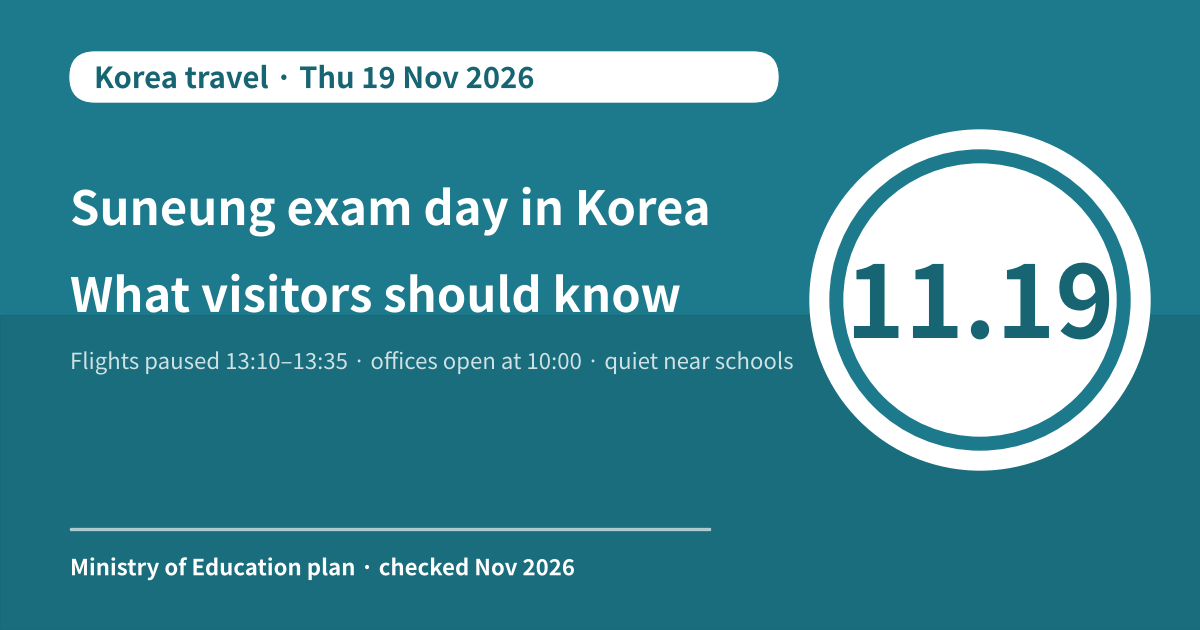 Korea travel · Thu 19 Nov 2026
Suneung exam day in Korea
What visitors should know
Flights paused 13:10–13:35 · offices open at 10:00 · quiet near schools
11.19
Ministry of Education plan · checked Nov 2026